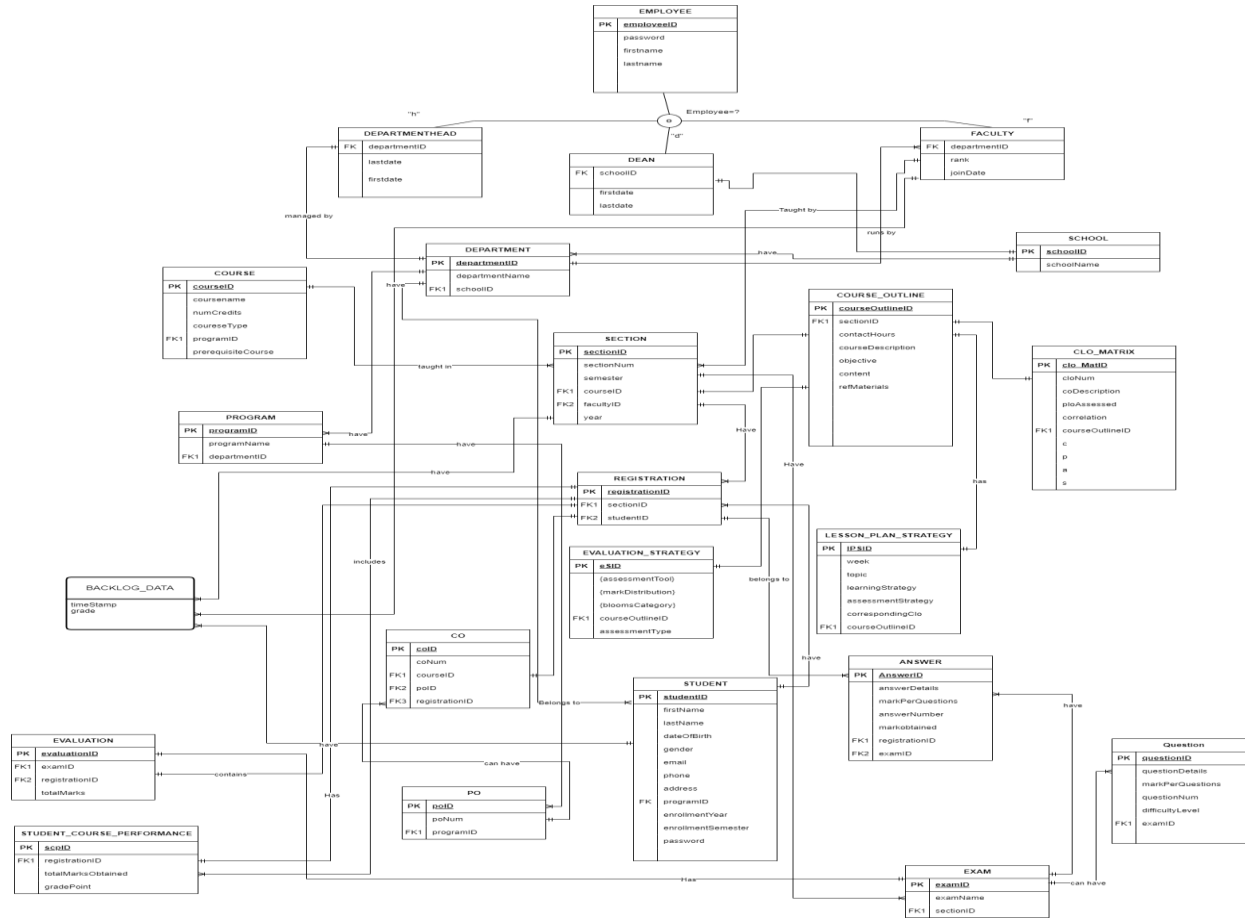 EMPLOYEE
PK employeeID
password
firstname
lastname
Employee=?
"h"
o
"d"
"f"
DEPARTMENTHEAD
FK departmentID
lastdate
firstdate
DEAN
FK schoolID
firstdate
lastdate
FACULTY
FK departmentID
rank
joinDate
managed by
Taught by
runs by
SCHOOL
PK schoolID
schoolName
DEPARTMENT
PK departmentID
departmentName
FK1 schoolID
have
have
COURSE
PK courseID
coursename
numCredits
coureseType
FK1 programID
prerequisiteCourse
taught in
SECTION
PK sectionID
sectionNum
semester
FK1 courseID
FK2 facultyID
year
COURSE_OUTLINE
PK courseOutlineID
FK1 sectionID
contactHours
courseDescription
objective
content
refMaterials
CLO_MATRIX
PK clo_MatID
cloNum
coDescription
ploAssessed
correlation
FK1 courseOutlineID
c
p
a
s
PROGRAM
PK programID
programName
FK1 departmentID
have
have
have
Have
Have
has
REGISTRATION
PK registrationID
FK1 sectionID
FK2 studentID
includes
belongs to
EVALUATION_STRATEGY
PK eSID
(assessmentTool)
(markDistribution)
(bloomsCategory)
FK1 courseOutlineID
assessmentType
LESSON_PLAN_STRATEGY
PK lPSID
week
topic
learningStrategy
assessmentStrategy
correspondingClo
FK1 courseOutlineID
BACKLOG_DATA
timeStamp
grade
CO
PK coID
coNum
FK1 courseID
FK2 poID
FK3 registrationID
have
Belongs to
STUDENT
PK studentID
firstName
lastName
dateOfBirth
gender
email
phone
address
FK programID
enrollmentYear
enrollmentSemester
password
ANSWER
PK AnswerID
answerDetails
markPerQuestions
answerNumber
markobtained
FK1 registrationID
FK2 examID
have
EVALUATION
PK evaluationID
FK1 examID
FK2 registrationID
totalMarks
have
contains
can have
Has
PO
PK poID
poNum
FK1 programID
Question
PK questionID
questionDetails
markPerQuestions
questionNum
difficultyLevel
FK1 examID
STUDENT_COURSE_PERFORMANCE
PK scpID
FK1 registrationID
totalMarksObtained
gradePoint
Has
can have
EXAM
PK examID
examName
FK1 sectionID